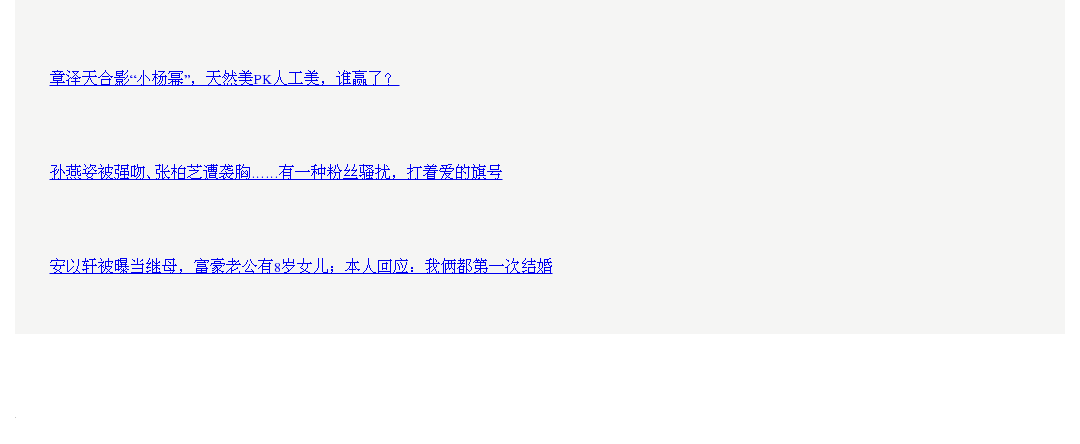 章泽天合影“小杨幂”，天然美PK人工美，谁赢了？
孙燕姿被强吻、张柏芝遭袭胸……有一种粉丝骚扰，打着爱的旗号
安以轩被曝当继母，富豪老公有8岁女儿；本人回应：我俩都第一次结婚